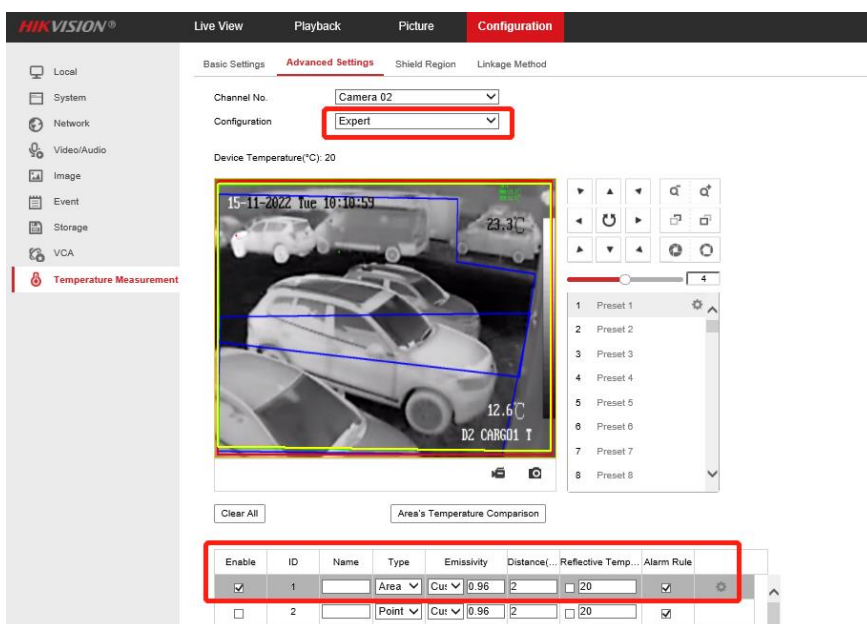 HIKVISION®
Live View Playback Picture Configuration
Local
System
Network
Video/Audio
Image
Event
Storage
VCA
Temperature Measurement
Basic Settings Advanced Settings Shield Region Linkage Method
Channel No. Camera 02
Configuration Expert
Device Temperature(°C): 20
15-11-2022 Tue 10:10:59
23.3℃
12.6℃
D2 CARGO1 T
4
1 Preset 1
2 Preset 2
3 Preset 3
4 Preset 4
5 Preset 5
6 Preset 6
7 Preset 7
8 Preset 8
Clear All Area's Temperature Comparison
Enable ID Name Type Emissivity Distance(... Reflective Temp... Alarm Rule
1 Area Cus 0.96 2 20
2 Point Cus 0.96 2 20